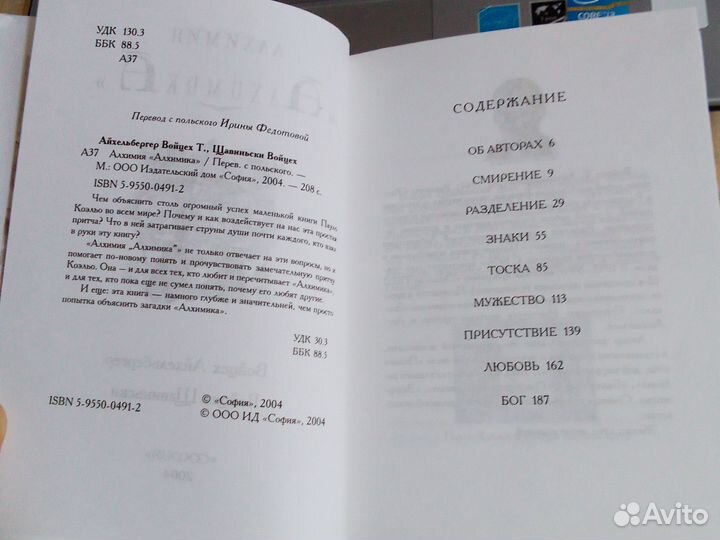 УДК 130.3
ББК 88.5
А37
Перевод с польского Ирины Федотовой
Айхельбергер Войцех Т., Щавиньски Войцех
А37 Алхимия «Алхимика» / Перев. с польского. —
М.: ООО Издательский дом «София», 2004. — 208 с.
ISBN 5-9550-0491-2
Чем объяснить столь огромный успех маленькой книги Пауло
Коэльо во всем мире? Почему и как воздействует на нас эта простая
притча? Что в ней затрагивает струны души почти каждого, кто взял
в руки эту книгу?
«Алхимия „Алхимика"» не только отвечает на эти вопросы, но и
помогает по-новому понять и прочувствовать замечательную притчу
Коэльо. Она — и для всех тех, кто любит и перечитывает «Алхимика»,
и для тех, кто пока еще не сумел понять, почему его любят другие.
И еще: эта книга — намного глубже и значительней, чем просто
попытка объяснить загадки «Алхимика».
УДК 30.3
ББК 88.5
ISBN 5-9550-0491-2
© «София», 2004
© ООО ИД «София», 2004
СОДЕРЖАНИЕ
ОБ АВТОРАХ 6
СМИРЕНИЕ 9
РАЗДЕЛЕНИЕ 29
ЗНАКИ 55
ТОСКА 85
МУЖЕСТВО 113
ПРИСУТСТВИЕ 139
ЛЮБОВЬ 162
БОГ 187
Avito